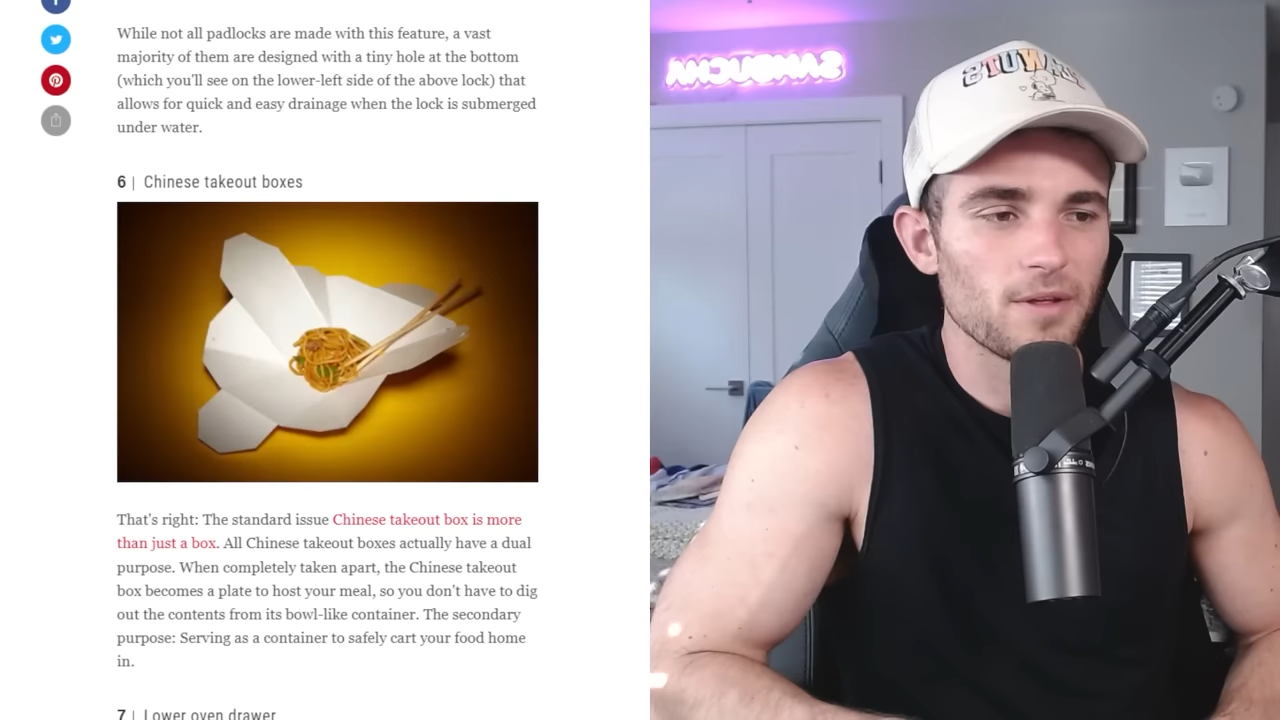 While not all padlocks are made with this feature, a vast
majority of them are designed with a tiny hole at the bottom
(which you'll see on the lower-left side of the above lock) that
allows for quick and easy drainage when the lock is submerged
under water.
6 | Chinese takeout boxes
That's right: The standard issue Chinese takeout box is more
than just a box. All Chinese takeout boxes actually have a dual
purpose. When completely taken apart, the Chinese takeout
box becomes a plate to host your meal, so you don't have to dig
out the contents from its bowl-like container. The secondary
purpose: Serving as a container to safely cart your food home
in.
7 | Lower oven drawer
SAMBUCHA